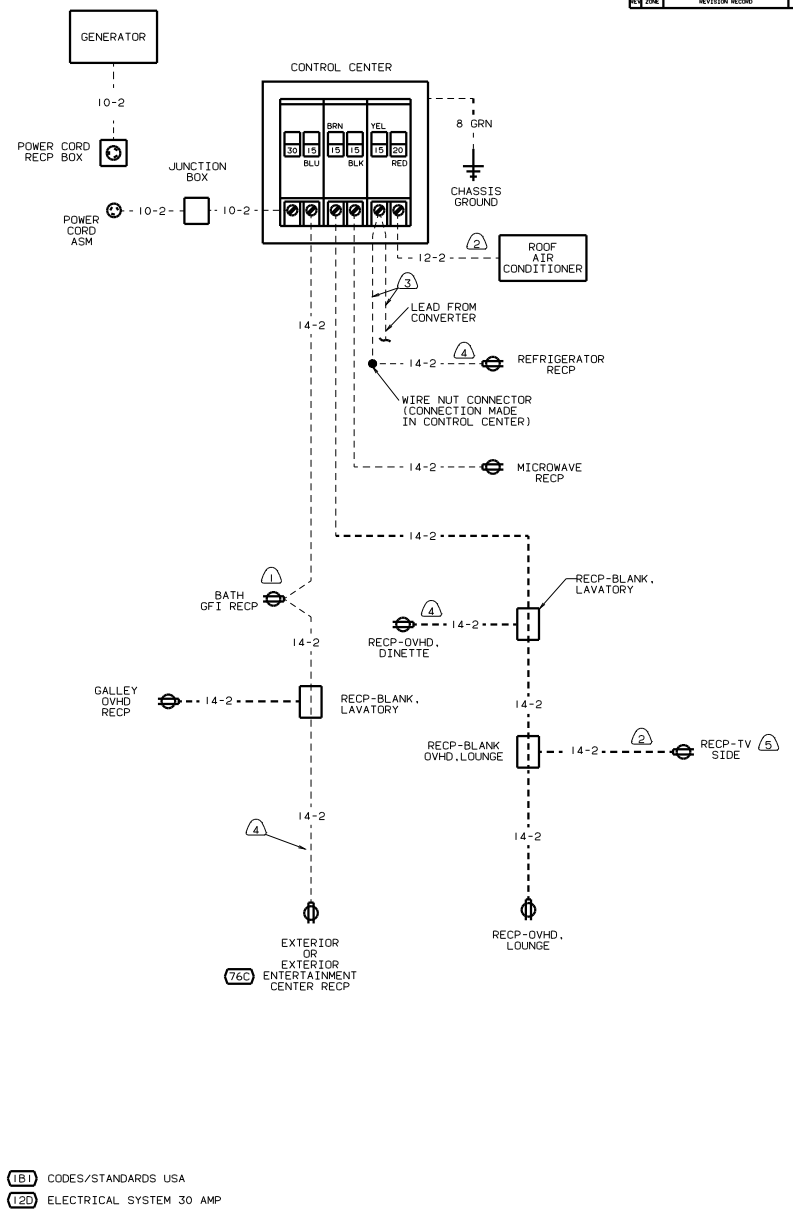 REV ZONE REVISION RECORD
GENERATOR
CONTROL CENTER
10-2
8 GRN
BRN YEL
30 15 15 15 15 20
BLU BLK RED
POWER CORD
RECP BOX
JUNCTION
BOX
CHASSIS
GROUND
10-2 10-2
POWER
CORD
ASM
2
12-2
ROOF
AIR
CONDITIONER
3
LEAD FROM
CONVERTER
14-2
4
14-2
REFRIGERATOR
RECP
WIRE NUT CONNECTOR
(CONNECTION MADE
IN CONTROL CENTER)
14-2
MICROWAVE
RECP
14-2
1
BATH
GFI RECP
RECP-BLANK,
LAVATORY
4
14-2
RECP-OVHD,
DINETTE
14-2
GALLEY
OVHD
RECP
14-2
RECP-BLANK,
LAVATORY
14-2
RECP-BLANK
OVHD,LOUNGE
2
14-2
RECP-TV
SIDE
5
14-2
4
14-2
RECP-OVHD,
LOUNGE
EXTERIOR
OR
EXTERIOR
76C ENTERTAINMENT
CENTER RECP
1B1 CODES/STANDARDS USA
12D ELECTRICAL SYSTEM 30 AMP